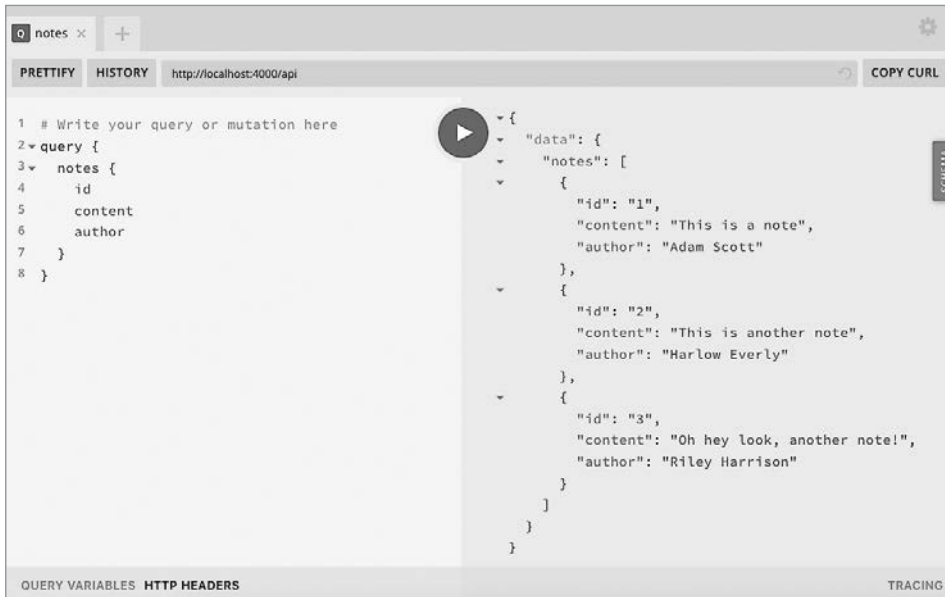 Q notes × +
PRETTIFY HISTORY http://localhost:4000/api COPY CURL
1 # Write your query or mutation here
2 query {
3 notes {
4 id
5 content
6 author
7 }
8 }
{
"data": {
"notes": [
{
"id": "1",
"content": "This is a note",
"author": "Adam Scott"
},
{
"id": "2",
"content": "This is another note",
"author": "Harlow Everly"
},
{
"id": "3",
"content": "Oh hey look, another note!",
"author": "Riley Harrison"
}
]
}
}
SCHEMA
QUERY VARIABLES HTTP HEADERS TRACING